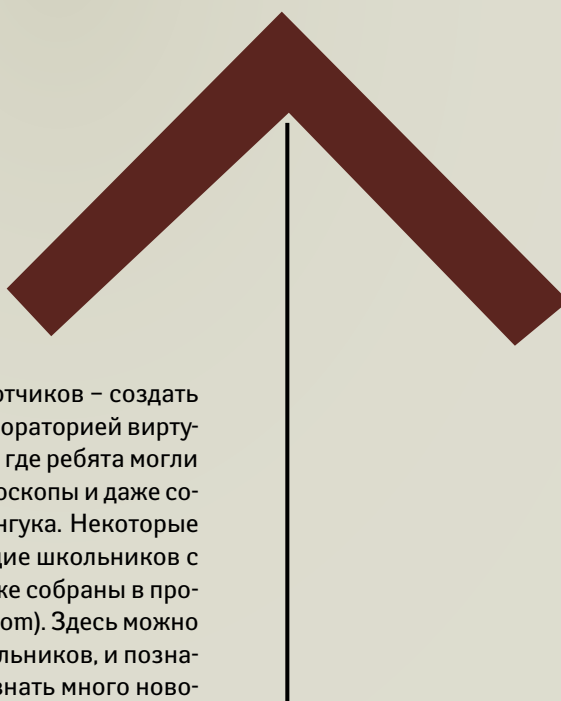 отчиков – создать
ораторией вирту-
где ребята могли
оскопы и даже со-
нгука. Некоторые
ие школьников с
же собраны в про-
om). Здесь можно
льников, и позна-
знать много ново-